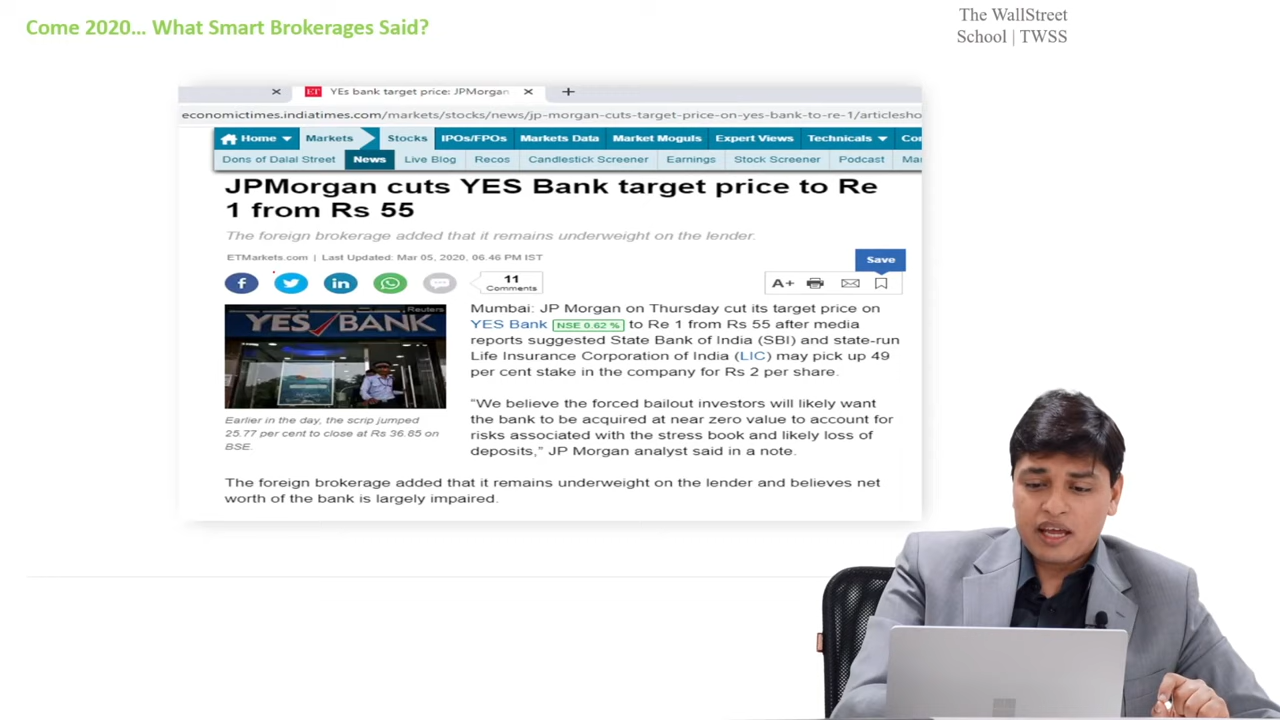 Come 2020... What Smart Brokerages Said?
The WallStreet
School | TWSS
ET YEs bank target price: JPMorgan
economictimes.indiatimes.com/markets/stocks/news/jp-morgan-cuts-target-price-on-yes-bank-to-re-1/articlesho
Home Markets Stocks IPOs/FPOs Markets Data Market Moguls Expert Views Technicals Co
Dons of Dalal Street News Live Blog Recos Candlestick Screener Earnings Stock Screener Podcast Ma
JPMorgan cuts YES Bank target price to Re
1 from Rs 55
The foreign brokerage added that it remains underweight on the lender.
ETMarkets.com | Last Updated: Mar 05, 2020, 06.46 PM IST
Save
11
Comments
A+
Reuters
YES BANK
Mumbai: JP Morgan on Thursday cut its target price on
YES Bank NSE 0.62 % to Re 1 from Rs 55 after media
reports suggested State Bank of India (SBI) and state-run
Life Insurance Corporation of India (LIC) may pick up 49
per cent stake in the company for Rs 2 per share.
Earlier in the day, the scrip jumped
25.77 per cent to close at Rs 36.85 on
BSE.
"We believe the forced bailout investors will likely want
the bank to be acquired at near zero value to account for
risks associated with the stress book and likely loss of
deposits," JP Morgan analyst said in a note.
The foreign brokerage added that it remains underweight on the lender and believes net
worth of the bank is largely impaired.